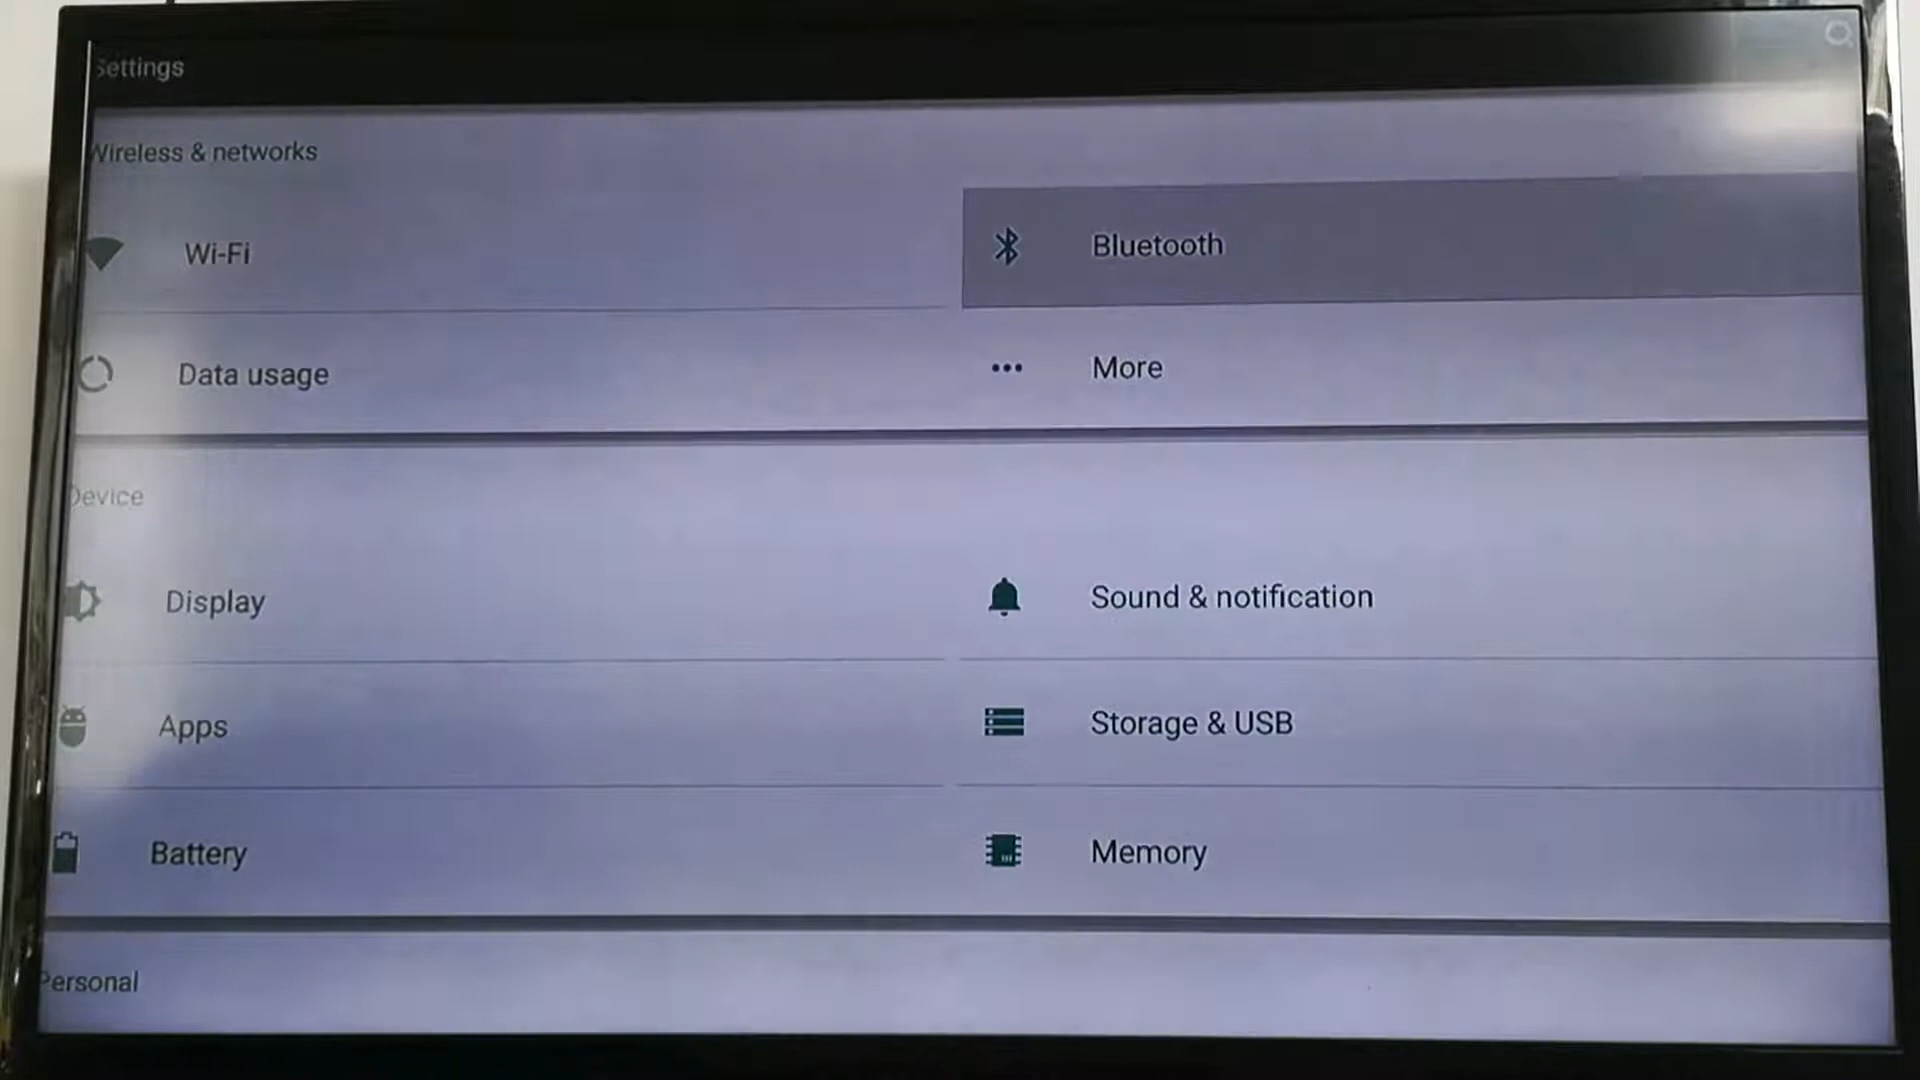 Settings
Wireless & networks
Wi-Fi
Bluetooth
Data usage
More
Device
Display
Sound & notification
Apps
Storage & USB
Battery
Memory
Personal